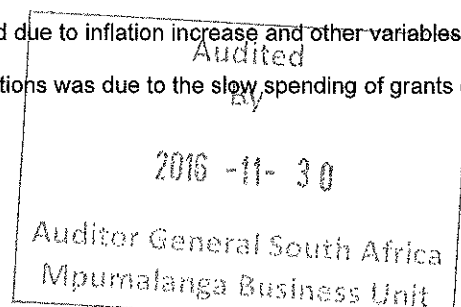 d due to inflation increase and other variables
Audited
tions was due to the slow spending of grants
By
2016 -11- 30
Auditor General South Africa
Mpumalanga Business Unit